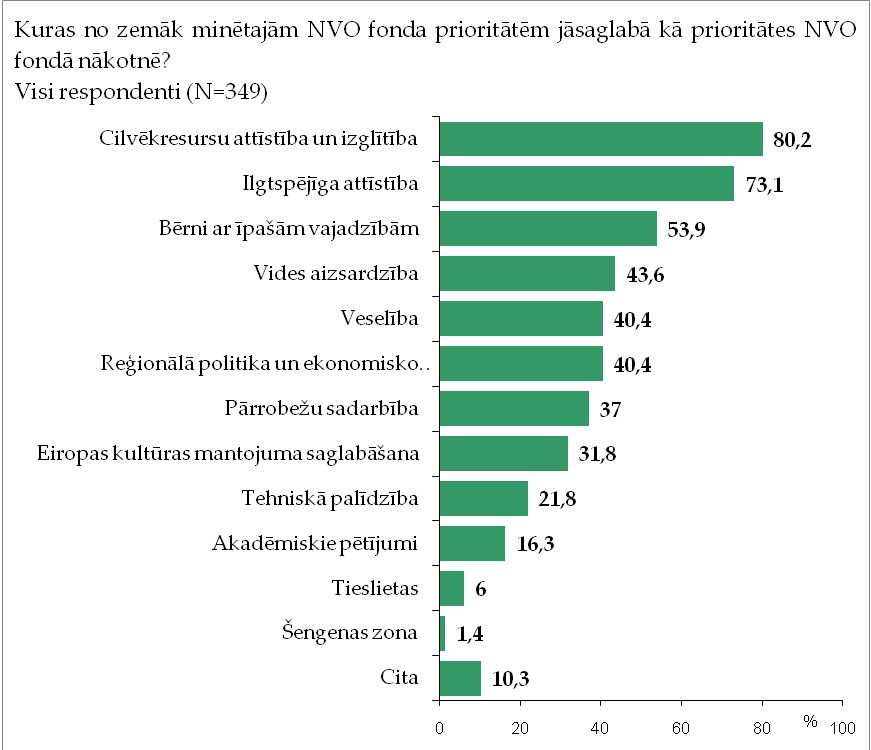 Kuras no zemāk minētajām NVO fonda prioritātēm jāsaglabā kā prioritātes NVO
fondā nākotnē?
Visi respondenti (N=349)
Cilvēkresursu attīstība un izglītība 80,2
Ilgtspējīga attīstība 73,1
Bērni ar īpašām vajadzībām 53,9
Vides aizsardzība 43,6
Veselība 40,4
Reģionālā politika un ekonomisko.. 40,4
Pārrobežu sadarbība 37
Eiropas kultūras mantojuma saglabāšana 31,8
Tehniskā palīdzība 21,8
Akadēmiskie pētījumi 16,3
Tieslietas 6
Šengenas zona 1,4
Cita 10,3
0 20 40 60 80 % 100